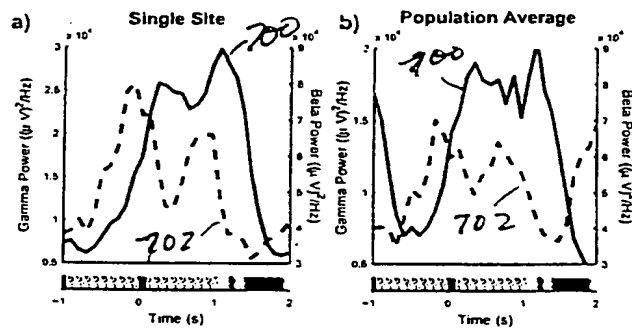 a) Single Site
x 10⁴
x 10⁴
700
3
2.5
2
1.5
1
0.5
Gamma Power ((μ V)²/Hz)
9
8
7
6
5
4
3
Beta Power ((μ V)²/Hz)
702
-1 0 1 2
Time (s)
b) Population Average
x 10⁴
x 10⁴
700
2
1.5
1
0.5
Gamma Power ((μ V)²/Hz)
9
8
7
6
5
4
3
Beta Power ((μ V)²/Hz)
702
-1 0 1 2
Time (s)